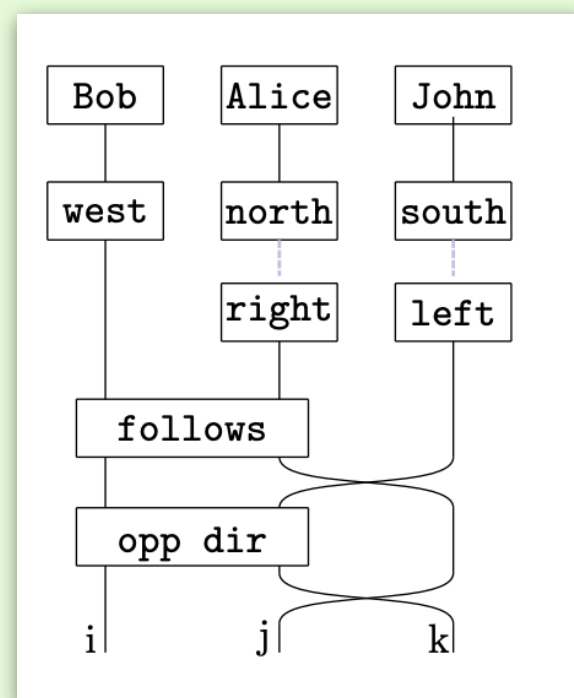 Bob Alice John
west north south
right left
follows
opp dir
i j k